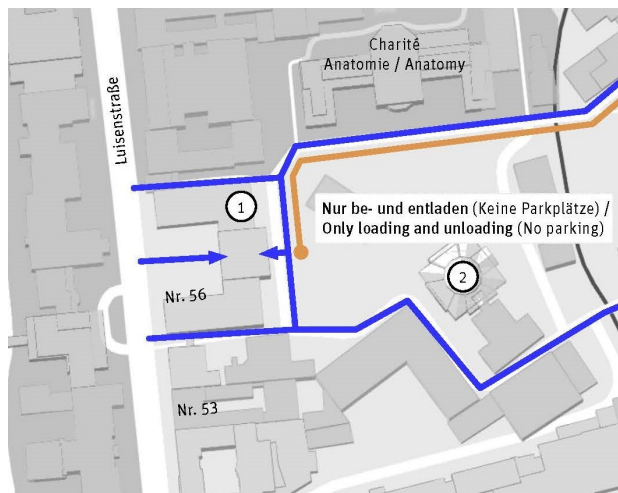 Charité
Anatomie / Anatomy
Luisenstraße
1
Nur be- und entladen (Keine Parkplätze) /
Only loading and unloading (No parking)
2
Nr. 56
Nr. 53